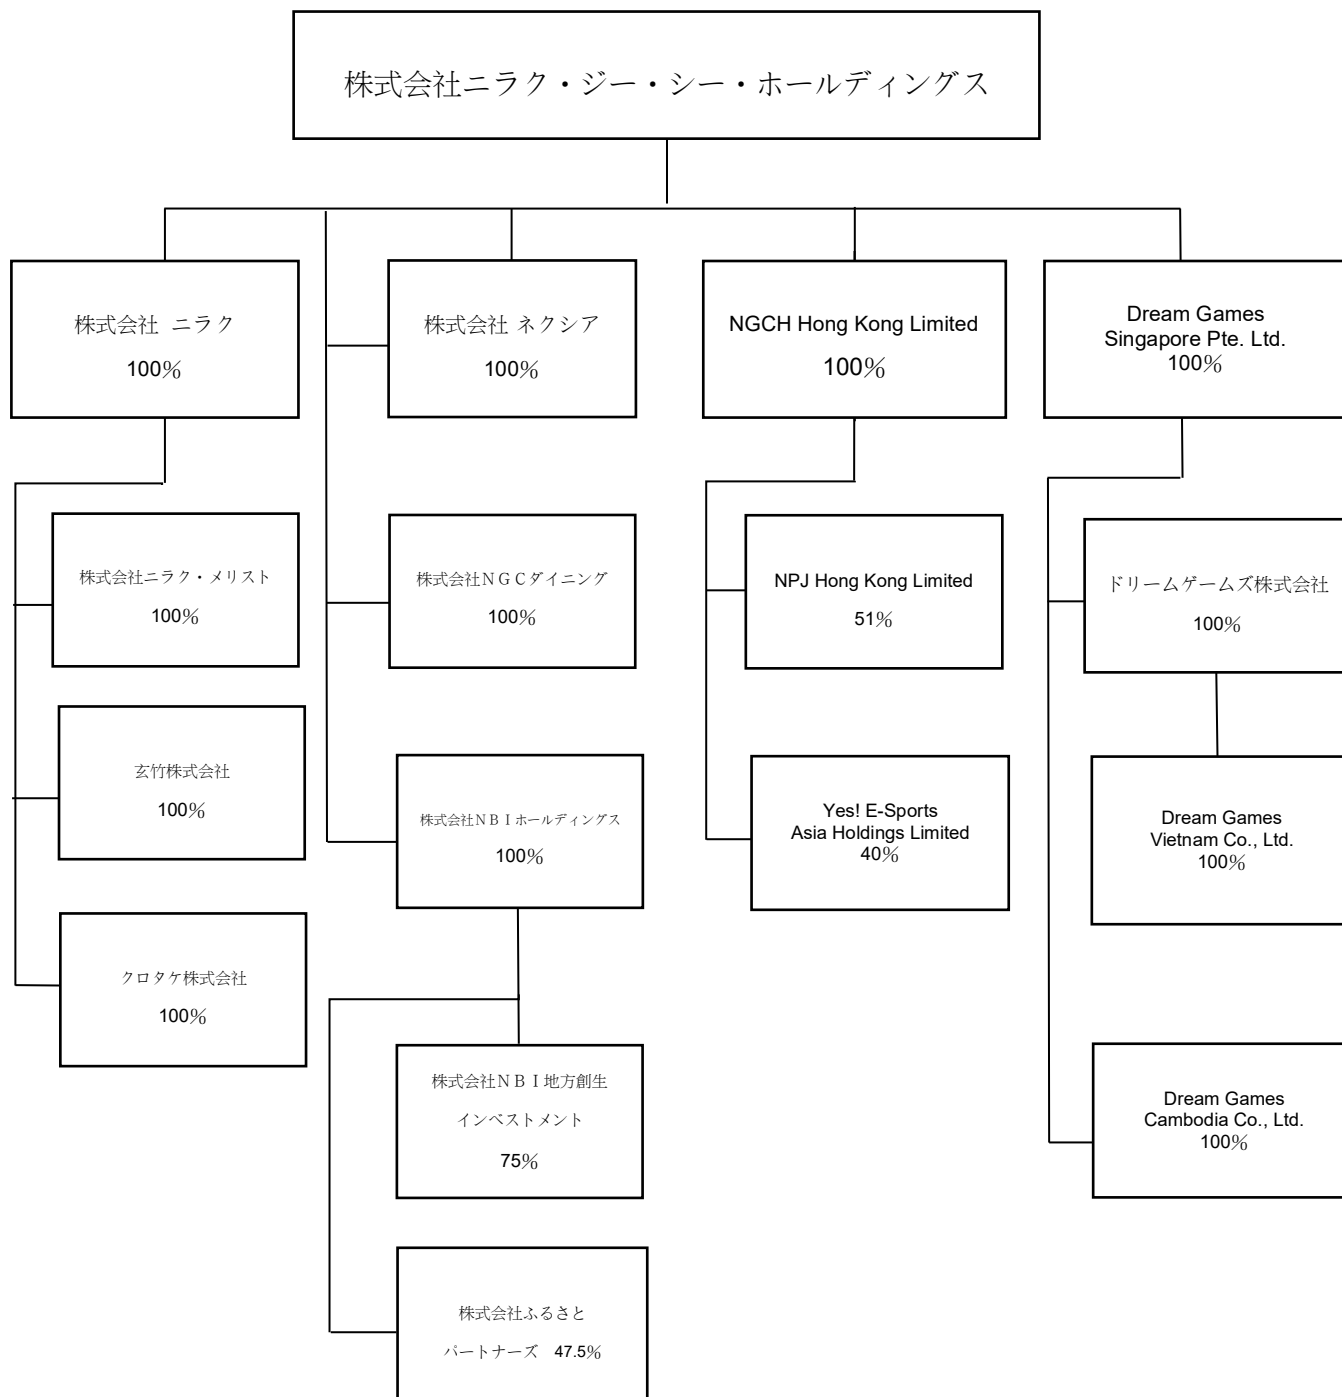 株式会社ニラク・ジー・シー・ホールディングス
株式会社 ニラク
100%
株式会社 ネクシア
100%
NGCH Hong Kong Limited
100%
Dream Games
Singapore Pte. Ltd.
100%
株式会社ニラク・メリスト
100%
株式会社ＮＧＣダイニング
100%
NPJ Hong Kong Limited
51%
ドリームゲームズ株式会社
100%
玄竹株式会社
100%
株式会社ＮＢＩホールディングス
100%
Yes! E-Sports
Asia Holdings Limited
40%
Dream Games
Vietnam Co., Ltd.
100%
クロタケ株式会社
100%
株式会社ＮＢＩ地方創生
インベストメント
75%
Dream Games
Cambodia Co., Ltd.
100%
株式会社ふるさと
パートナーズ　47.5%